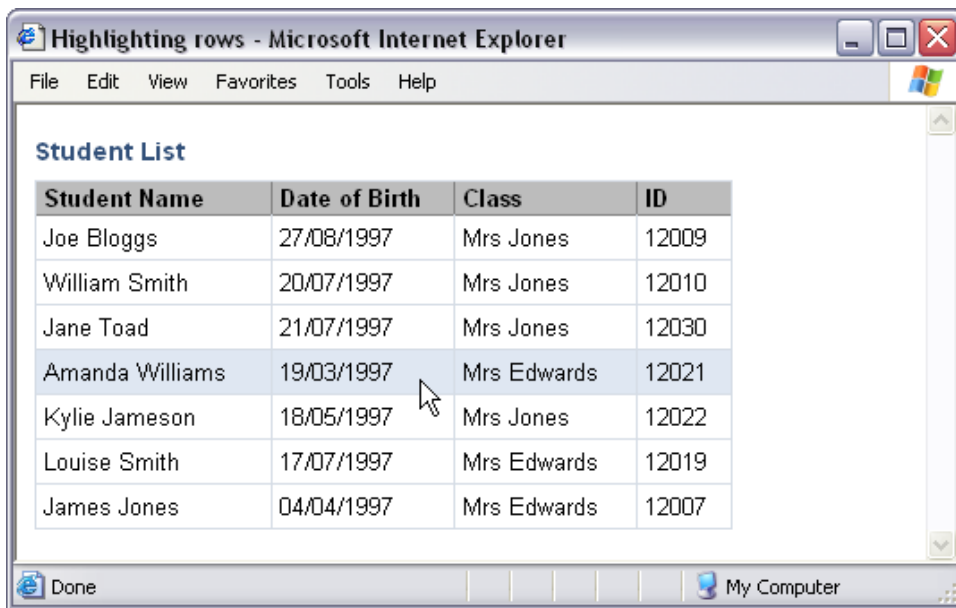 Highlighting rows - Microsoft Internet Explorer
File Edit View Favorites Tools Help
Student List
Student Name Date of Birth Class ID
Joe Bloggs 27/08/1997 Mrs Jones 12009
William Smith 20/07/1997 Mrs Jones 12010
Jane Toad 21/07/1997 Mrs Jones 12030
Amanda Williams 19/03/1997 Mrs Edwards 12021
Kylie Jameson 18/05/1997 Mrs Jones 12022
Louise Smith 17/07/1997 Mrs Edwards 12019
James Jones 04/04/1997 Mrs Edwards 12007
Done My Computer